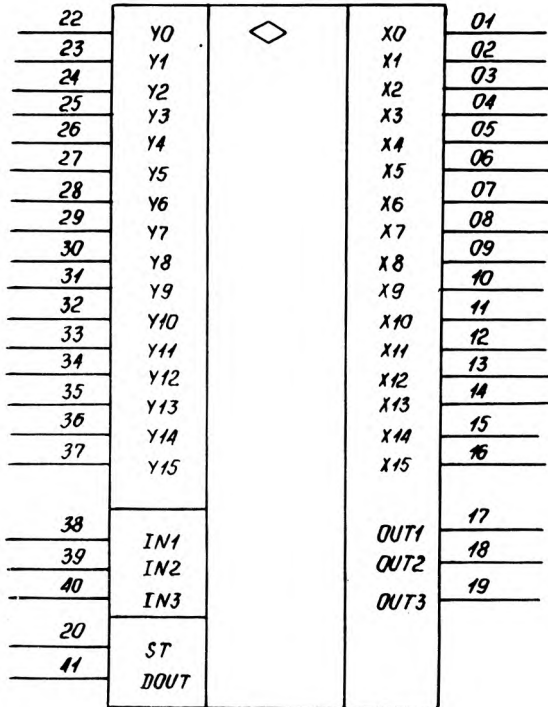 22 Y0 X0 01
23 Y1 X1 02
24 Y2 X2 03
25 Y3 X3 04
26 Y4 X4 05
27 Y5 X5 06
28 Y6 X6 07
29 Y7 X7 08
30 Y8 X8 09
31 Y9 X9 10
32 Y10 X10 11
33 Y11 X11 12
34 Y12 X12 13
35 Y13 X13 14
36 Y14 X14 15
37 Y15 X15 16
38 IN1 OUT1 17
39 IN2 OUT2 18
40 IN3 OUT3 19
20 ST
41 DOUT